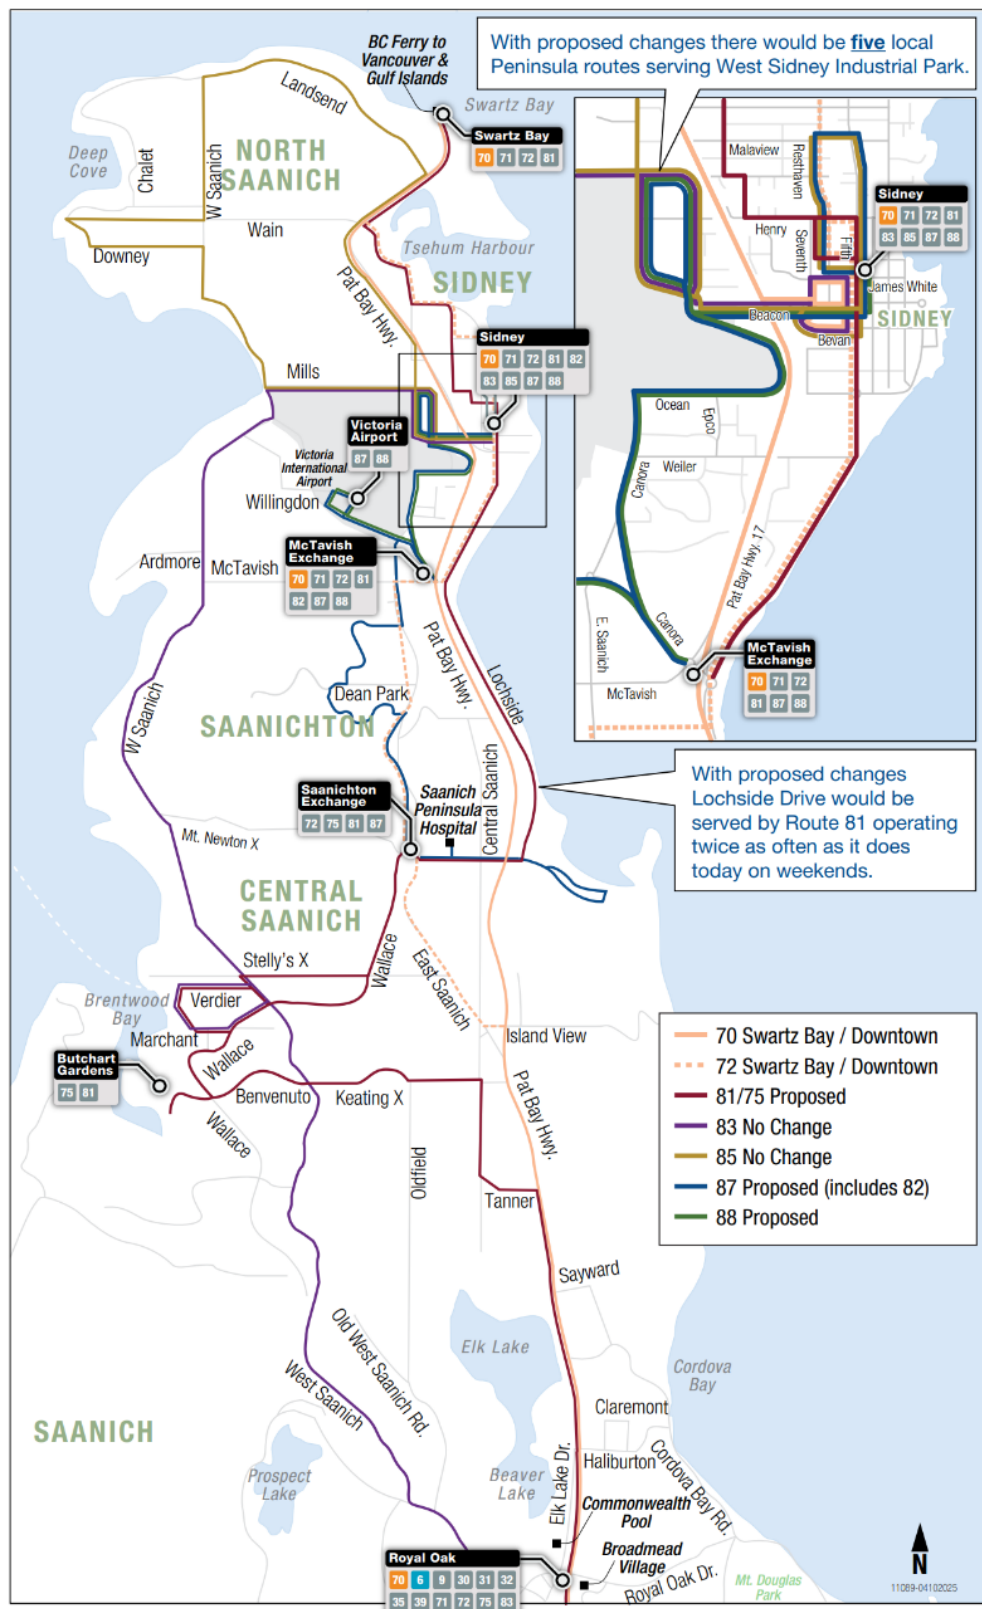 BC Ferry to
Vancouver &
Gulf Islands
With proposed changes there would be five local
Peninsula routes serving West Sidney Industrial Park.
Landsend
Swartz Bay
Swartz Bay
70 71 72 81
Deep
Cove
Chalet
W Saanich
NORTH
SAANICH
Wain
Downey
Tsehum Harbour
SIDNEY
Pat Bay Hwy.
Sidney
70 71 72 81 82
83 85 87 88
Mills
Victoria
Airport
87 88
Victoria
International
Airport
Willingdon
Malaview
Resthaven
Sidney
70 71 72 81
83 85 87 88
Henry
Seventh
Fifth
James White
Beacon
SIDNEY
Bevan
Ocean
Epco
Canora
Weiler
Pat Bay Hwy. 17
E. Saanich
Canora
McTavish
McTavish
Exchange
70 71 72
81 87 88
Ardmore
McTavish
McTavish
Exchange
70 71 72 81
82 87 88
Pat Bay Hwy.
Lochside
Dean Park
W Saanich
SAANICHTON
Central Saanich
Saanichton
Exchange
72 75 81 87
Saanich
Peninsula
Hospital
With proposed changes
Lochside Drive would be
served by Route 81 operating
twice as often as it does
today on weekends.
Mt. Newton X
CENTRAL
SAANICH
Wallace
Stelly's X
East Saanich
Brentwood
Bay
Verdier
Marchant
Island View
Butchart
Gardens
75 81
Wallace
Benvenuto
Keating X
Pat Bay Hwy.
Wallace
Oldfield
Tanner
70 Swartz Bay / Downtown
72 Swartz Bay / Downtown
81/75 Proposed
83 No Change
85 No Change
87 Proposed (includes 82)
88 Proposed
Sayward
Elk Lake
Cordova
Bay
Old West Saanich Rd.
West Saanich
Claremont
SAANICH
Prospect
Lake
Beaver
Lake
Elk Lake Dr.
Haliburton
Cordova Bay Rd.
Commonwealth
Pool
Broadmead
Village
Royal Oak
70 6 9 30 31 32
35 39 71 72 75 83
Royal Oak Dr.
Mt. Douglas
Park
N
11089-04102025